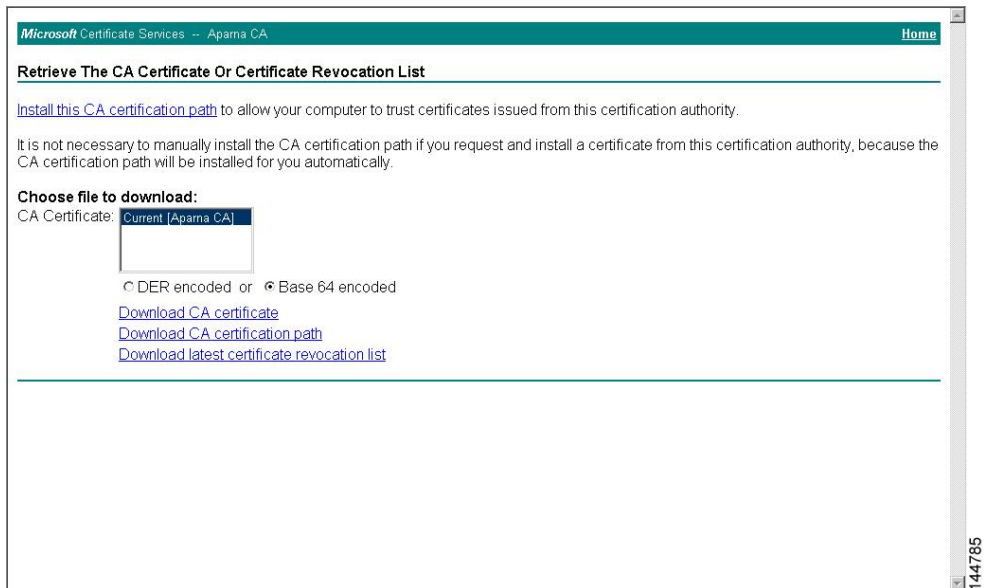 Microsoft Certificate Services -- Aparna CA Home
Retrieve The CA Certificate Or Certificate Revocation List
Install this CA certification path to allow your computer to trust certificates issued from this certification authority.
It is not necessary to manually install the CA certification path if you request and install a certificate from this certification authority, because the
CA certification path will be installed for you automatically.
Choose file to download:
CA Certificate: Current [Aparna CA]
DER encoded or Base 64 encoded
Download CA certificate
Download CA certification path
Download latest certificate revocation list
144785